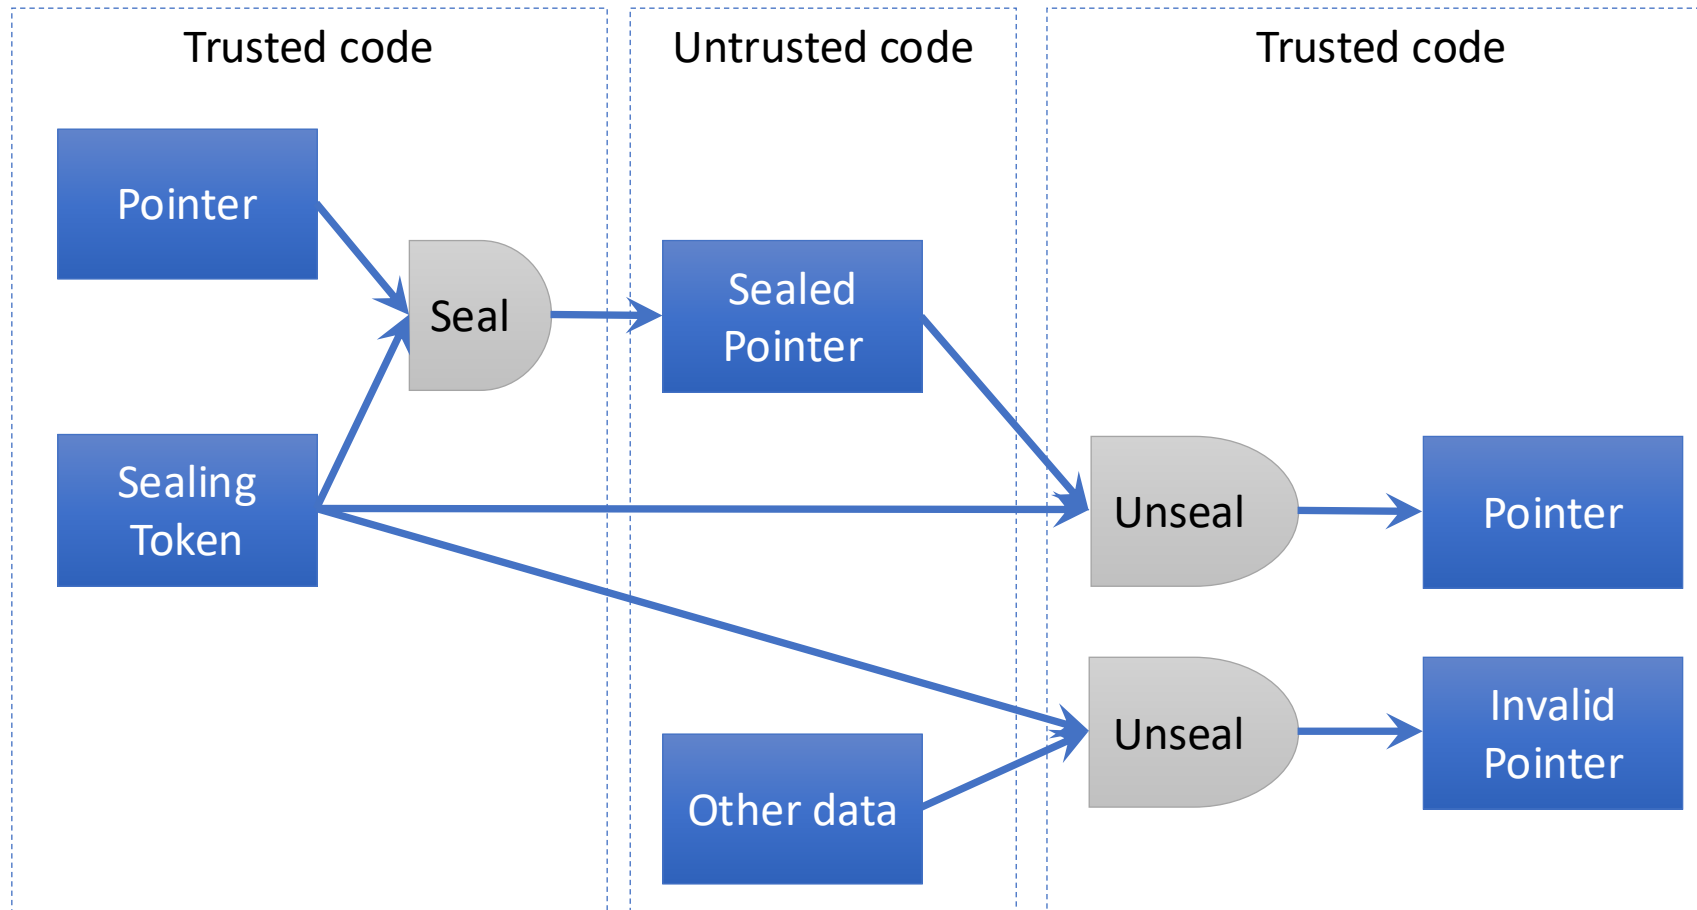 Trusted code
Untrusted code
Trusted code
Pointer
Seal
Sealed
Pointer
Sealing
Token
Unseal
Pointer
Unseal
Invalid
Pointer
Other data